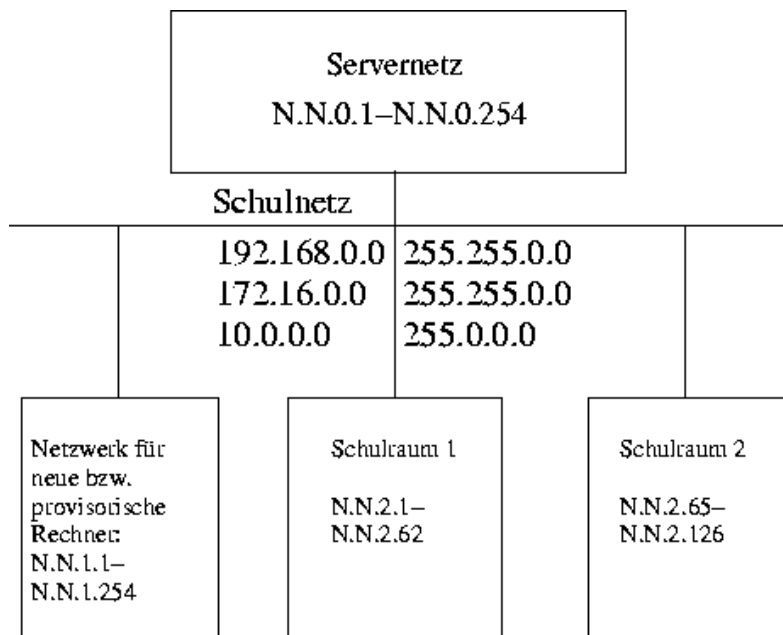 Servernetz
N.N.0.1–N.N.0.254
Schulnetz
192.168.0.0 255.255.0.0
172.16.0.0 255.255.0.0
10.0.0.0 255.0.0.0
Netzwerk für
neue bzw.
provisorische
Rechner:
N.N.1.1–
N.N.1.254
Schulraum 1
N.N.2.1–
N.N.2.62
Schulraum 2
N.N.2.65–
N.N.2.126